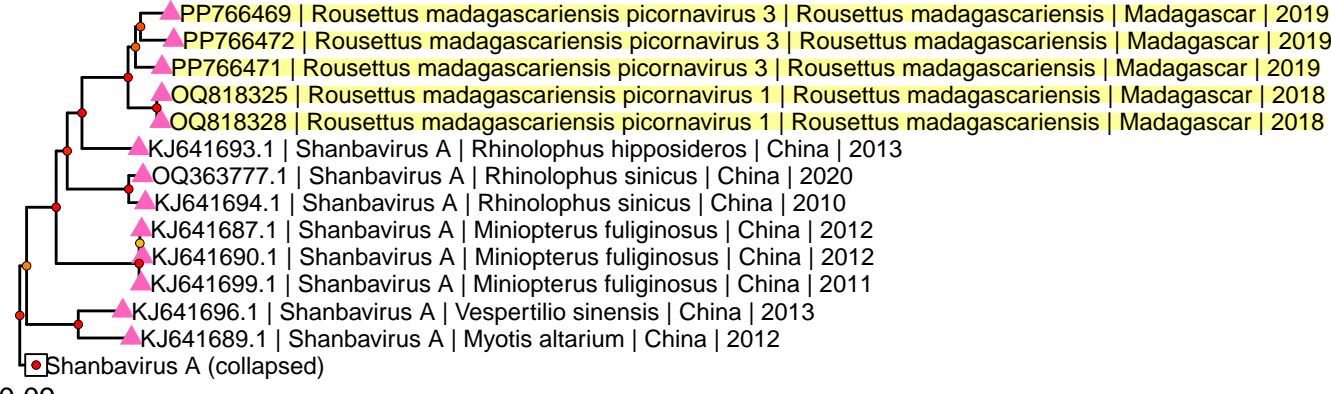 PP766469 | Rousettus madagascariensis picornavirus 3 | Rousettus madagascariensis | Madagascar | 2019
PP766472 | Rousettus madagascariensis picornavirus 3 | Rousettus madagascariensis | Madagascar | 2019
PP766471 | Rousettus madagascariensis picornavirus 3 | Rousettus madagascariensis | Madagascar | 2019
OQ818325 | Rousettus madagascariensis picornavirus 1 | Rousettus madagascariensis | Madagascar | 2018
OQ818328 | Rousettus madagascariensis picornavirus 1 | Rousettus madagascariensis | Madagascar | 2018
KJ641693.1 | Shanbavirus A | Rhinolophus hipposideros | China | 2013
OQ363777.1 | Shanbavirus A | Rhinolophus sinicus | China | 2020
KJ641694.1 | Shanbavirus A | Rhinolophus sinicus | China | 2010
KJ641687.1 | Shanbavirus A | Miniopterus fuliginosus | China | 2012
KJ641690.1 | Shanbavirus A | Miniopterus fuliginosus | China | 2012
KJ641699.1 | Shanbavirus A | Miniopterus fuliginosus | China | 2011
KJ641696.1 | Shanbavirus A | Vespertilio sinensis | China | 2013
KJ641689.1 | Shanbavirus A | Myotis altarium | China | 2012
Shanbavirus A (collapsed)